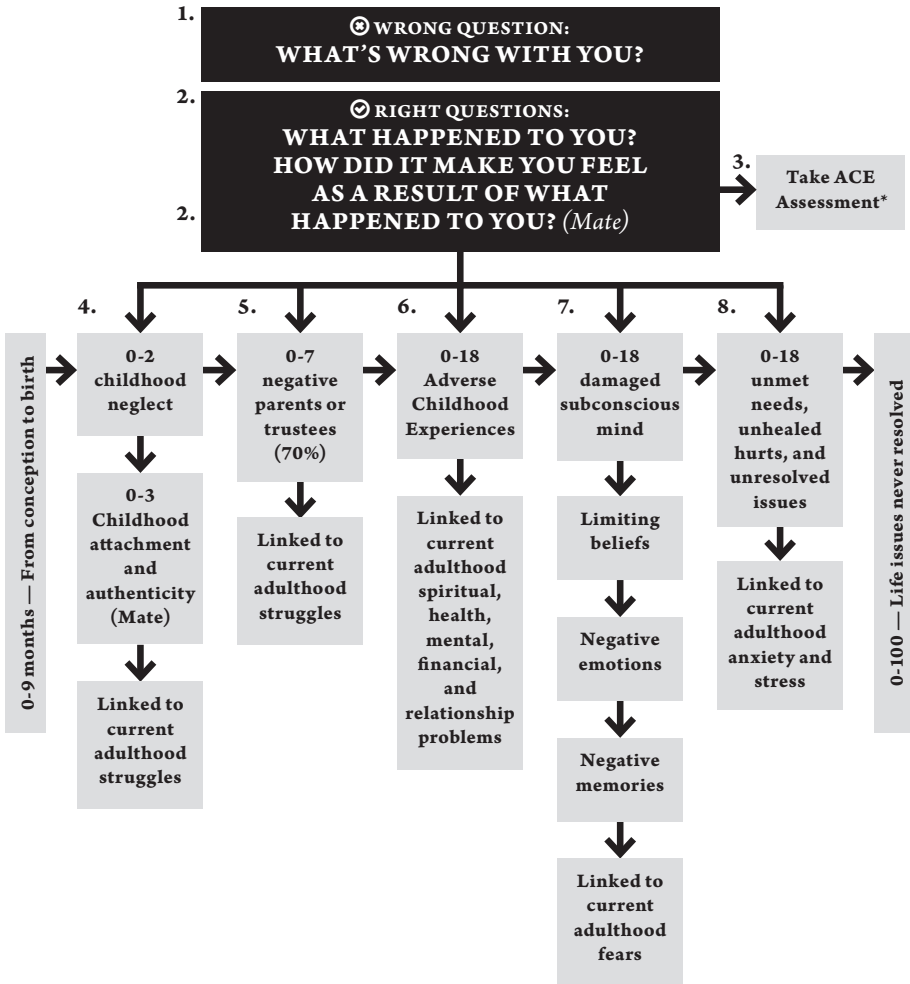 1.
WRONG QUESTION:
WHAT'S WRONG WITH YOU?
2.
RIGHT QUESTIONS:
WHAT HAPPENED TO YOU?
HOW DID IT MAKE YOU FEEL
AS A RESULT OF WHAT
2.
HAPPENED TO YOU? (Mate)
3.
Take ACE
Assessment*
0-9 months — From conception to birth
4.
0-2
childhood
neglect
0-3
Childhood
attachment
and
authenticity
(Mate)
Linked to
current
adulthood
struggles
5.
0-7
negative
parents or
trustees
(70%)
Linked to
current
adulthood
struggles
6.
0-18
Adverse
Childhood
Experiences
Linked to
current
adulthood
spiritual,
health,
mental,
financial,
and
relationship
problems
7.
0-18
damaged
subconscious
mind
Limiting
beliefs
Negative
emotions
Negative
memories
Linked to
current
adulthood
fears
8.
0-18
unmet
needs,
unhealed
hurts, and
unresolved
issues
Linked to
current
adulthood
anxiety and
stress
0-100 — Life issues never resolved